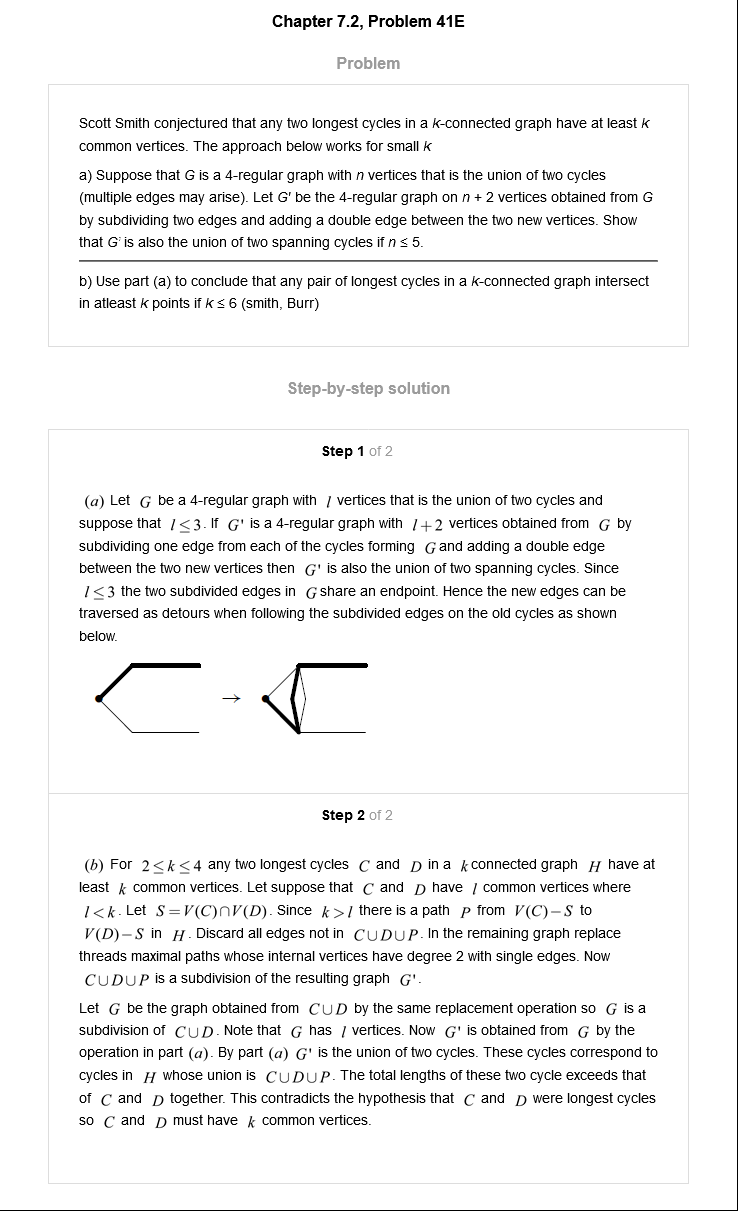 Chapter 7.2, Problem 41E
Problem
Scott Smith conjectured that any two longest cycles in a k-connected graph have at least k
common vertices. The approach below works for small k
a) Suppose that G is a 4-regular graph with n vertices that is the union of two cycles
(multiple edges may arise). Let G' be the 4-regular graph on n + 2 vertices obtained from G
by subdividing two edges and adding a double edge between the two new vertices. Show
that G' is also the union of two spanning cycles if n ≤ 5.
b) Use part (a) to conclude that any pair of longest cycles in a k-connected graph intersect
in atleast k points if k ≤ 6 (smith, Burr)
Step-by-step solution
Step 1 of 2
(a) Let G be a 4-regular graph with l vertices that is the union of two cycles and
suppose that l ≤ 3. If G' is a 4-regular graph with l+2 vertices obtained from G by
subdividing one edge from each of the cycles forming G and adding a double edge
between the two new vertices then G' is also the union of two spanning cycles. Since
l ≤ 3 the two subdivided edges in G share an endpoint. Hence the new edges can be
traversed as detours when following the subdivided edges on the old cycles as shown
below.
→
Step 2 of 2
(b) For 2 ≤ k ≤ 4 any two longest cycles C and D in a k connected graph H have at
least k common vertices. Let suppose that C and D have l common vertices where
l < k. Let S = V(C)∩V(D). Since k > l there is a path P from V(C)−S to
V(D)−S in H. Discard all edges not in C∪D∪P. In the remaining graph replace
threads maximal paths whose internal vertices have degree 2 with single edges. Now
C∪D∪P is a subdivision of the resulting graph G'.
Let G be the graph obtained from C∪D by the same replacement operation so G is a
subdivision of C∪D. Note that G has l vertices. Now G' is obtained from G by the
operation in part (a). By part (a) G' is the union of two cycles. These cycles correspond to
cycles in H whose union is C∪D∪P. The total lengths of these two cycle exceeds that
of C and D together. This contradicts the hypothesis that C and D were longest cycles
so C and D must have k common vertices.